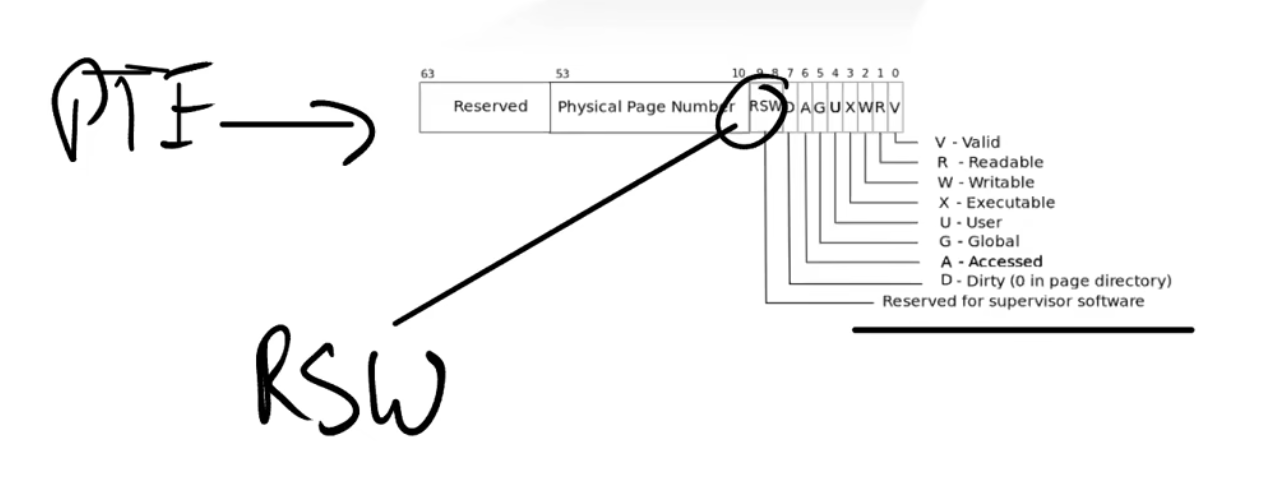 PTE
63 53 10 9 8 7 6 5 4 3 2 1 0
Reserved Physical Page Number RSW D A G U X W R V
V - Valid
R - Readable
W - Writable
X - Executable
U - User
G - Global
A - Accessed
D - Dirty (0 in page directory)
Reserved for supervisor software
RSW